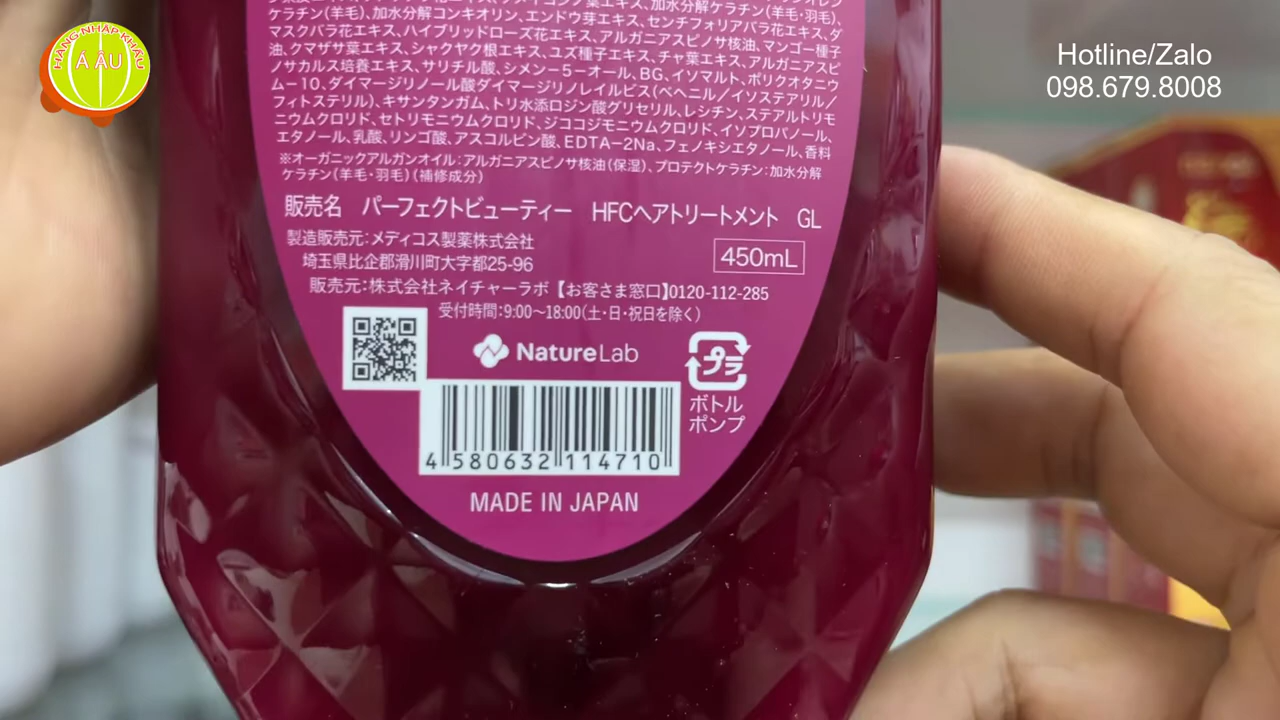 HÀNG NHẬP KHẨU
Á ÂU
Hotline/Zalo
098.679.8008
ケラチン(羊毛)、加水分解コンキオリン、エンドウ芽エキス、センチフォリアバラ花エキス、ダ
マスクバラ花エキス、ハイブリッドローズ花エキス、アルガニアスピノサ核油、マンゴー種子
油、クマザサ葉エキス、シャクヤク根エキス、ユズ種子エキス、チャ葉エキス、アルガニアスピ
ノサカルス培養エキス、サリチル酸、シメン-5-オール、BG、イソマルト、ポリクオタニウ
ム-10、ダイマージリノール酸ダイマージリノレイルビス(ベヘニル/イソステアリル/
フィトステリル)、キサンタンガム、トリ水添ロジン酸グリセリル、レシチン、ステアルトリモ
ニウムクロリド、セトリモニウムクロリド、ジココジモニウムクロリド、イソプロパノール、
エタノール、乳酸、リンゴ酸、アスコルビン酸、EDTA-2Na、フェノキシエタノール、香料
※オーガニックアルガンオイル:アルガニアスピノサ核油(保湿)、プロテクトケラチン:加水分解
ケラチン(羊毛・羽毛)(補修成分)
販売名 パーフェクトビューティー HFCヘアトリートメント GL
製造販売元:メディコス製薬株式会社
埼玉県比企郡滑川町大字都25-96
450mL
販売元:株式会社ネイチャーラボ【お客さま窓口】0120-112-285
受付時間:9:00~18:00(土・日・祝日を除く)
NatureLab
プラ
ボトル
ポンプ
4 580632 114710
MADE IN JAPAN